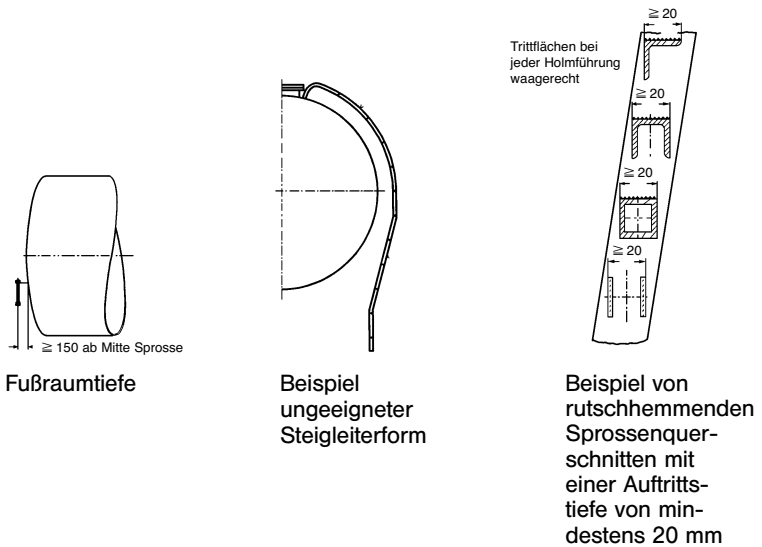 ≧ 150 ab Mitte Sprosse
Fußraumtiefe
Beispiel
ungeeigneter
Steigleiterform
Trittflächen bei
jeder Holmführung
waagerecht
≧ 20
≧ 20
≧ 20
≧ 20
Beispiel von
rutschhemmenden
Sprossenquer-
schnitten mit
einer Auftritts-
tiefe von min-
destens 20 mm